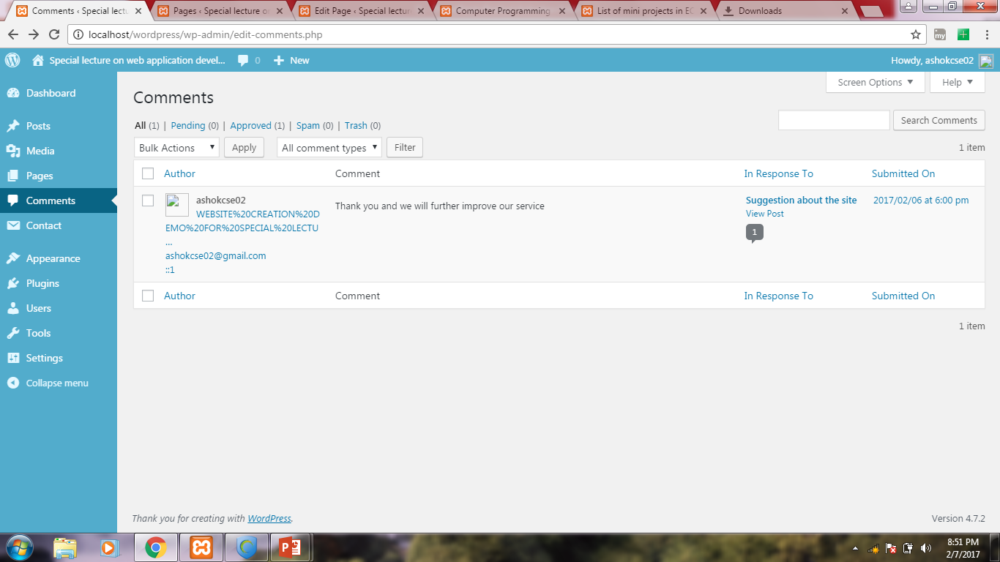 Comments ‹ Special lectu
Pages ‹ Special lecture o
Edit Page ‹ Special lectur
Computer Programming
List of mini projects in EC
Downloads
localhost/wordpress/wp-admin/edit-comments.php
my
Special lecture on web application devel... 0 New
Howdy, ashokcse02
Dashboard
Posts
Media
Pages
Comments
Contact
Appearance
Plugins
Users
Tools
Settings
Collapse menu
Screen Options
Help
Comments
All (1) | Pending (0) | Approved (1) | Spam (0) | Trash (0)
Search Comments
Bulk Actions Apply All comment types Filter
1 item
Author Comment In Response To Submitted On
ashokcse02
WEBSITE%20CREATION%20D
EMO%20FOR%20SPECIAL%20LECTU
...
ashokcse02@gmail.com
::1
Thank you and we will further improve our service
Suggestion about the site
View Post
1
2017/02/06 at 6:00 pm
Author Comment In Response To Submitted On
1 item
Thank you for creating with WordPress.
Version 4.7.2
8:51 PM
2/7/2017